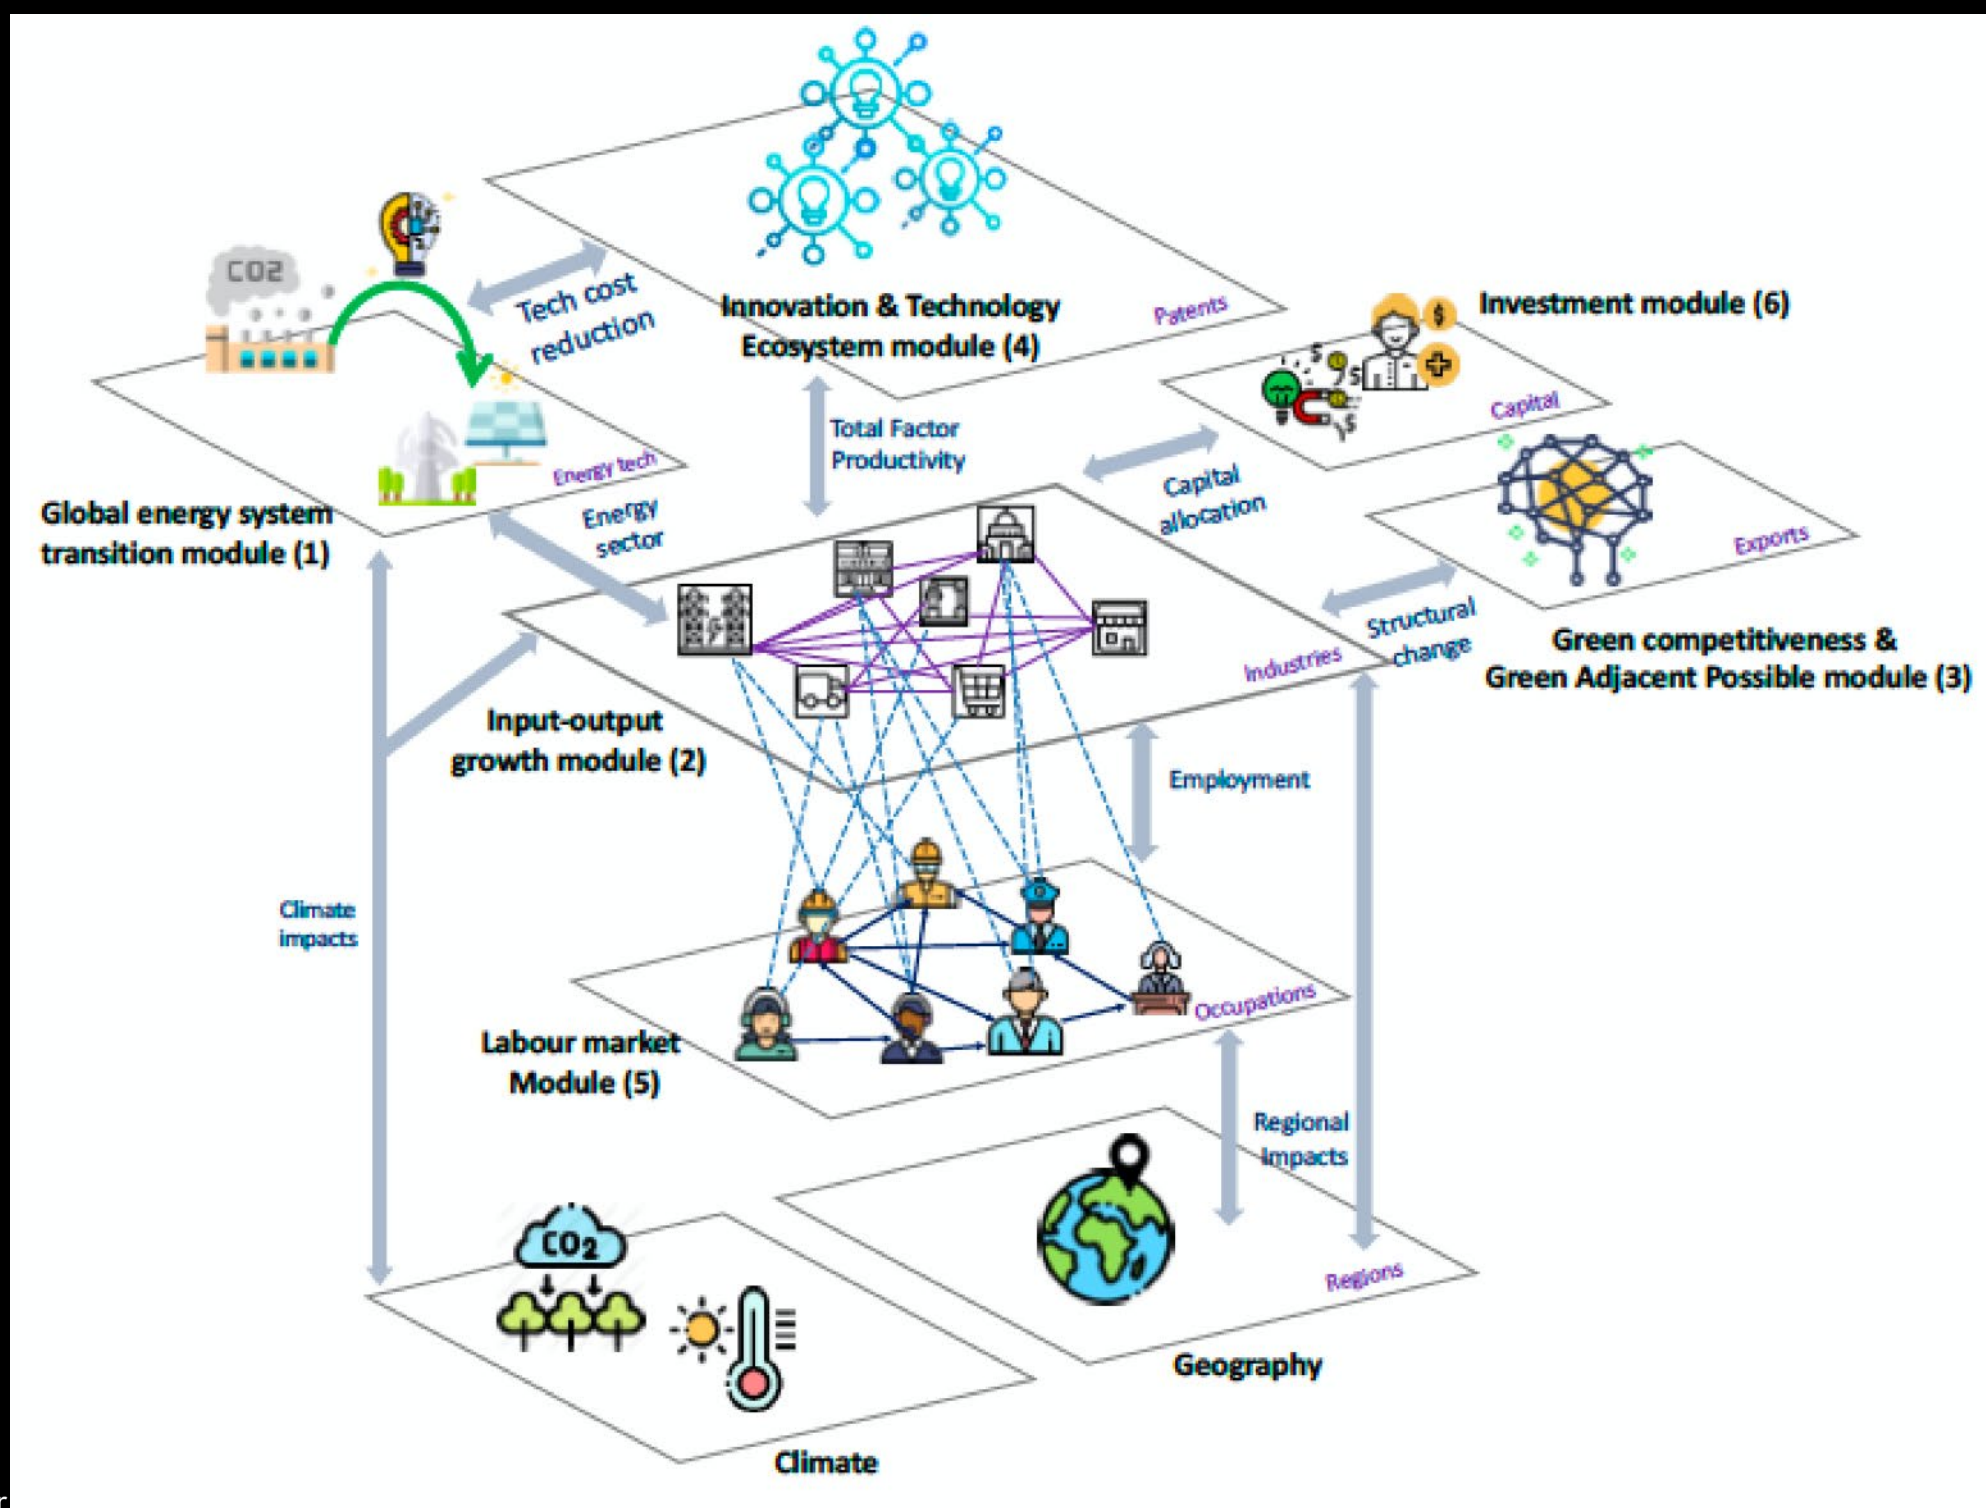 CO2
Tech cost
reduction
Innovation & Technology
Ecosystem module (4)
Patents
Investment module (6)
Capital
Energy tech
Global energy system
transition module (1)
Total Factor
Productivity
Capital
allocation
Energy
sector
Exports
Structural
change
Green competitiveness &
Green Adjacent Possible module (3)
Industries
Input-output
growth module (2)
Employment
Climate
impacts
Occupations
Labour market
Module (5)
Regional
Impacts
CO2
Regions
Geography
Climate
r